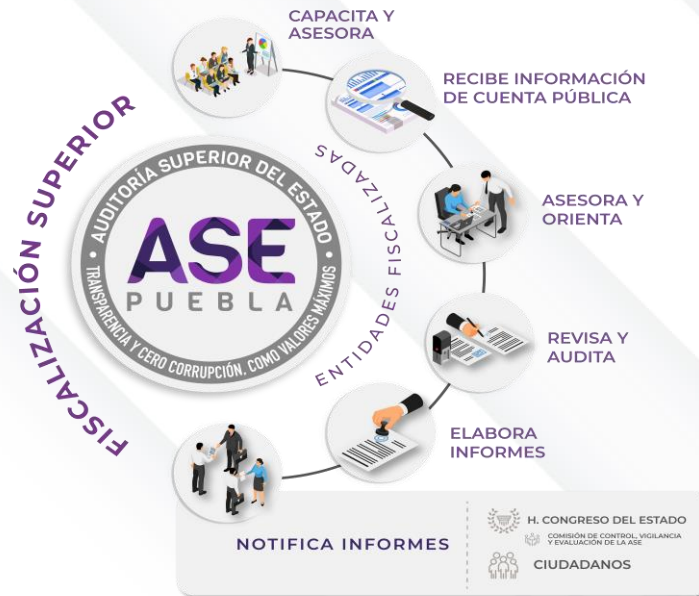 CAPACITA Y
ASESORA
RECIBE INFORMACIÓN
DE CUENTA PÚBLICA
ASESORA Y
ORIENTA
REVISA Y
AUDITA
ELABORA
INFORMES
NOTIFICA INFORMES
FISCALIZACIÓN SUPERIOR
AUDITORÍA SUPERIOR DEL ESTADO
ASE
PUEBLA
• TRANSPARENCIA Y CERO CORRUPCIÓN, COMO VALORES MÁXIMOS •
ENTIDADES FISCALIZADAS
H. CONGRESO DEL ESTADO
COMISIÓN DE CONTROL, VIGILANCIA
Y EVALUACIÓN DE LA ASE
CIUDADANOS